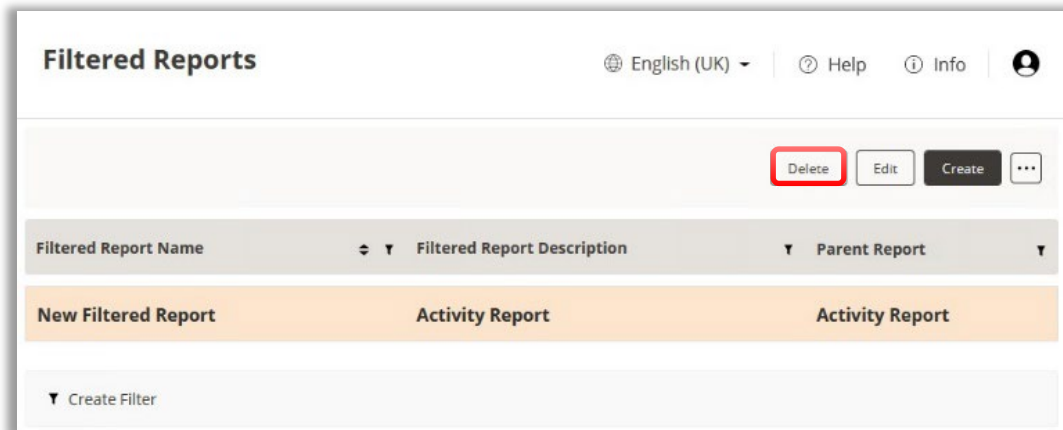 Filtered Reports
English (UK)
Help
Info
Delete
Edit
Create
Filtered Report Name
Filtered Report Description
Parent Report
New Filtered Report
Activity Report
Activity Report
Create Filter